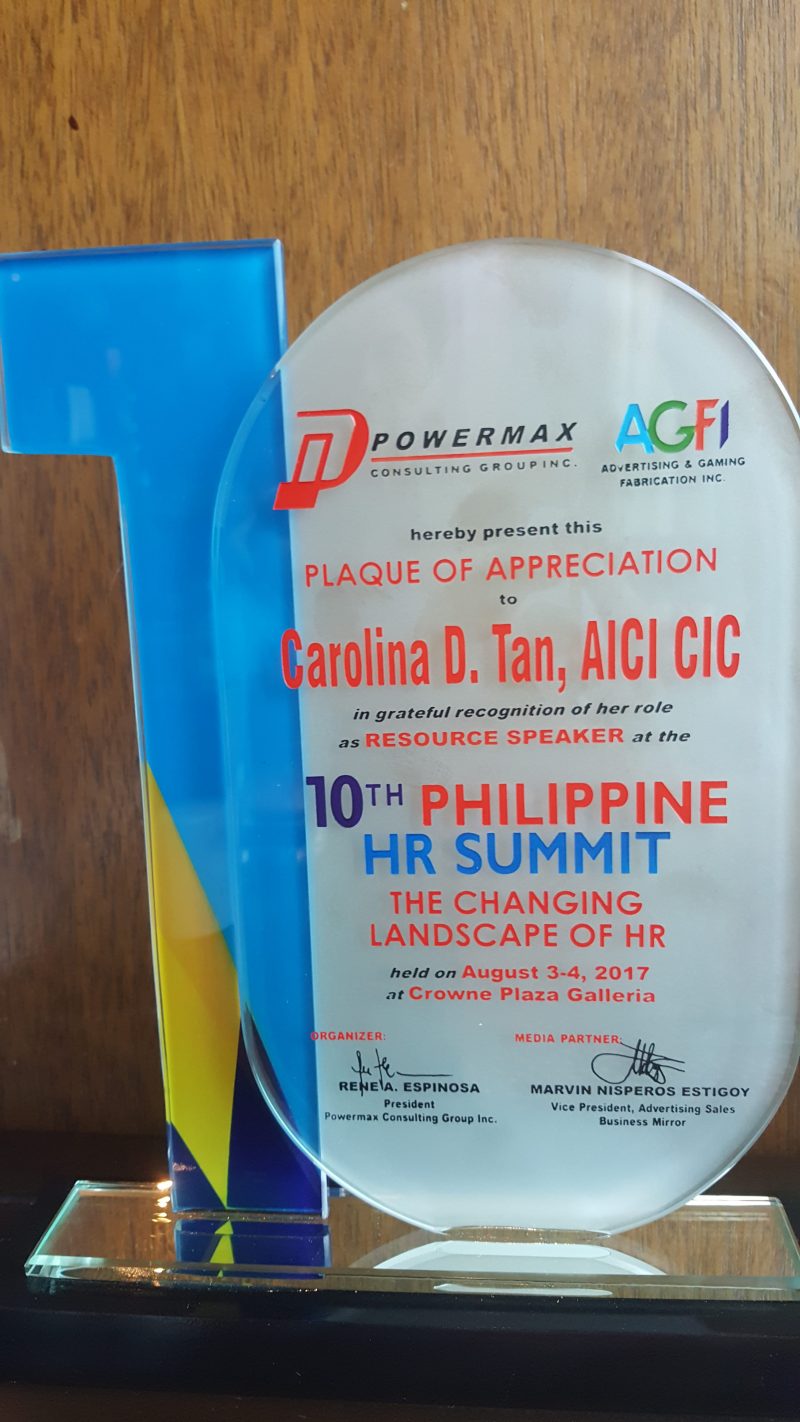 POWERMAX
CONSULTING GROUP INC.
AGFI
ADVERTISING & GAMING
FABRICATION INC.
hereby present this
PLAQUE OF APPRECIATION
to
Carolina D. Tan, AICI CIC
in grateful recognition of her role
as RESOURCE SPEAKER at the
10TH PHILIPPINE
HR SUMMIT
THE CHANGING
LANDSCAPE OF HR
held on August 3-4, 2017
at Crowne Plaza Galleria
ORGANIZER:
RENE A. ESPINOSA
President
Powermax Consulting Group Inc.
MEDIA PARTNER:
MARVIN NISPEROS ESTIGOY
Vice President, Advertising Sales
Business Mirror